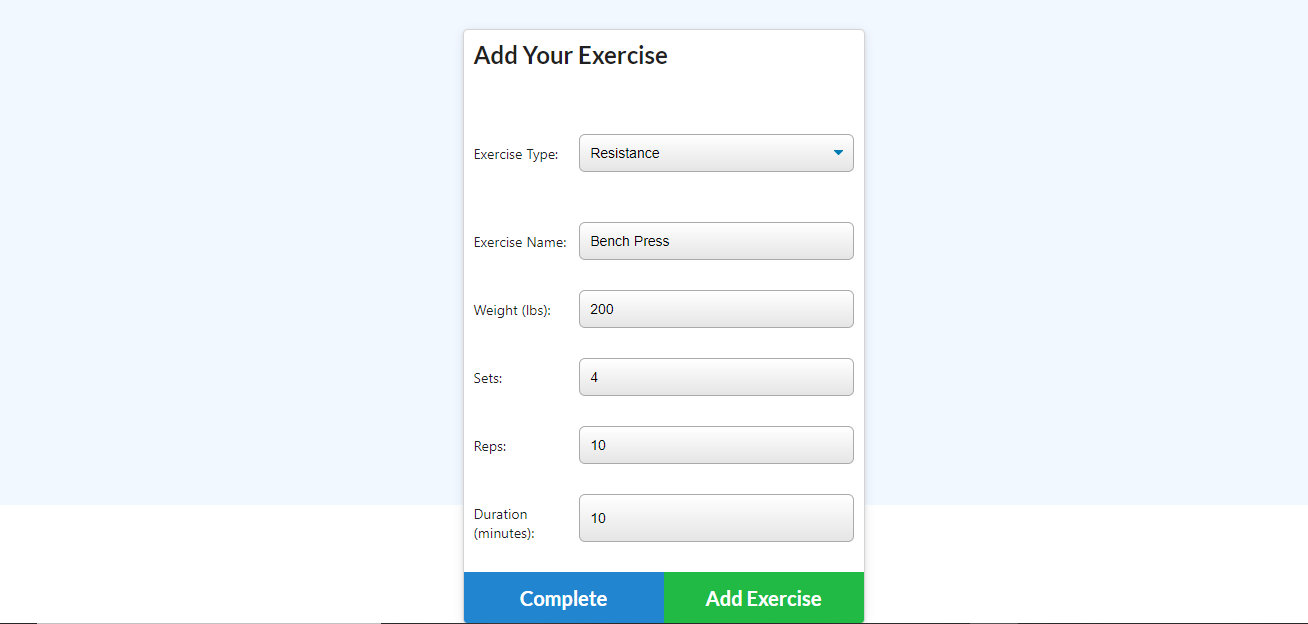 Add Your Exercise
Exercise Type: Resistance
Exercise Name: Bench Press
Weight (lbs): 200
Sets: 4
Reps: 10
Duration
(minutes): 10
Complete Add Exercise